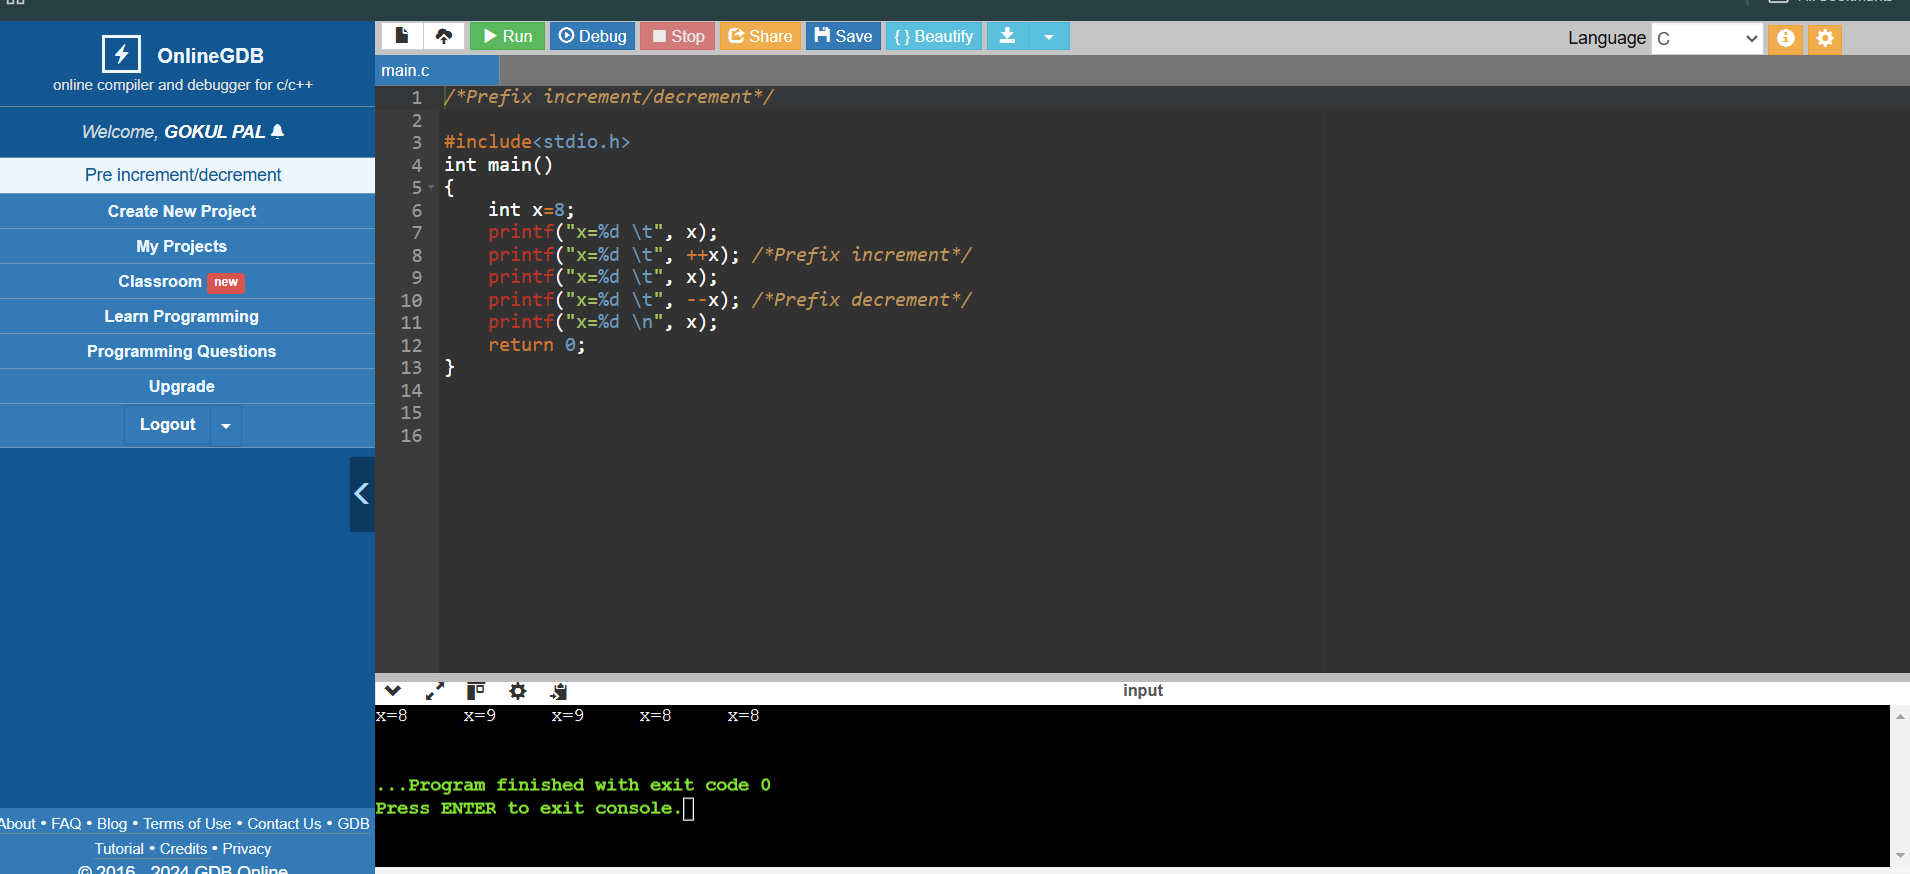 OnlineGDB
online compiler and debugger for c/c++
Welcome, GOKUL PAL
Pre increment/decrement
Create New Project
My Projects
Classroom new
Learn Programming
Programming Questions
Upgrade
Logout
About • FAQ • Blog • Terms of Use • Contact Us • GDB
Tutorial • Credits • Privacy
© 2016 - 2024 GDB Online
Run Debug Stop Share Save { } Beautify
Language C
main.c
1 /*Prefix increment/decrement*/
2
3 #include<stdio.h>
4 int main()
5 {
6 int x=8;
7 printf("x=%d \t", x);
8 printf("x=%d \t", ++x); /*Prefix increment*/
9 printf("x=%d \t", x);
10 printf("x=%d \t", --x); /*Prefix decrement*/
11 printf("x=%d \n", x);
12 return 0;
13 }
14
15
16
input
x=8 x=9 x=9 x=8 x=8
...Program finished with exit code 0
Press ENTER to exit console.